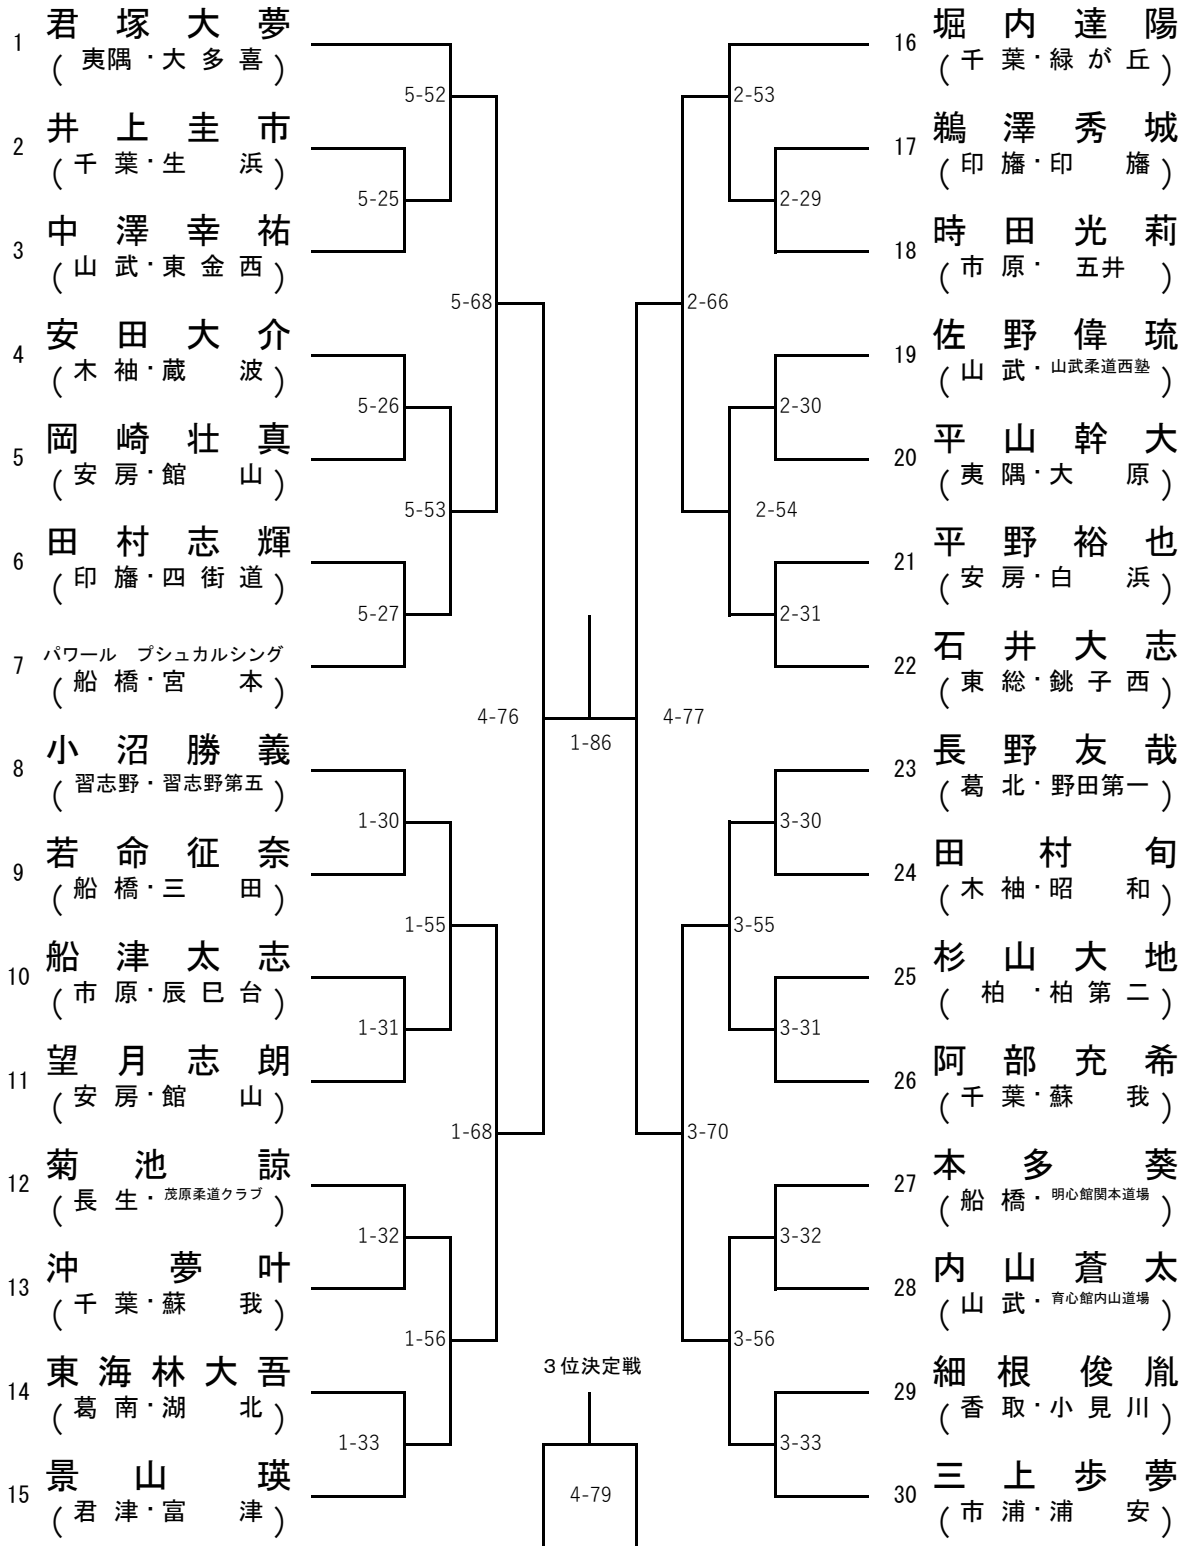 1 君塚大夢
(夷隅・大多喜)
5-52
2 井上圭市
(千葉・生浜)
5-25
3 中澤幸祐
(山武・東金西)
5-68
4 安田大介
(木袖・蔵波)
5-26
5 岡崎壮真
(安房・館山)
5-53
6 田村志輝
(印旛・四街道)
5-27
7 パワール プシュカルシング
(船橋・宮本)
4-76
8 小沼勝義
(習志野・習志野第五)
1-30
9 若命征奈
(船橋・三田)
1-55
10 船津太志
(市原・辰巳台)
1-31
11 望月志朗
(安房・館山)
1-68
12 菊池諒
(長生・茂原柔道クラブ)
1-32
13 沖夢叶
(千葉・蘇我)
1-56
14 東海林大吾
(葛南・湖北)
1-33
15 景山瑛
(君津・富津)
1-86
3位決定戦
4-79
16 堀内達陽
(千葉・緑が丘)
2-53
17 鵜澤秀城
(印旛・印旛)
2-29
18 時田光莉
(市原・五井)
2-66
19 佐野偉琉
(山武・山武柔道西塾)
2-30
20 平山幹大
(夷隅・大原)
2-54
21 平野裕也
(安房・白浜)
2-31
22 石井大志
(東総・銚子西)
4-77
23 長野友哉
(葛北・野田第一)
3-30
24 田村旬
(木袖・昭和)
3-55
25 杉山大地
(柏・柏第二)
3-31
26 阿部充希
(千葉・蘇我)
3-70
27 本多葵
(船橋・明心館関本道場)
3-32
28 内山蒼太
(山武・育心館内山道場)
3-56
29 細根俊胤
(香取・小見川)
3-33
30 三上歩夢
(市浦・浦安)